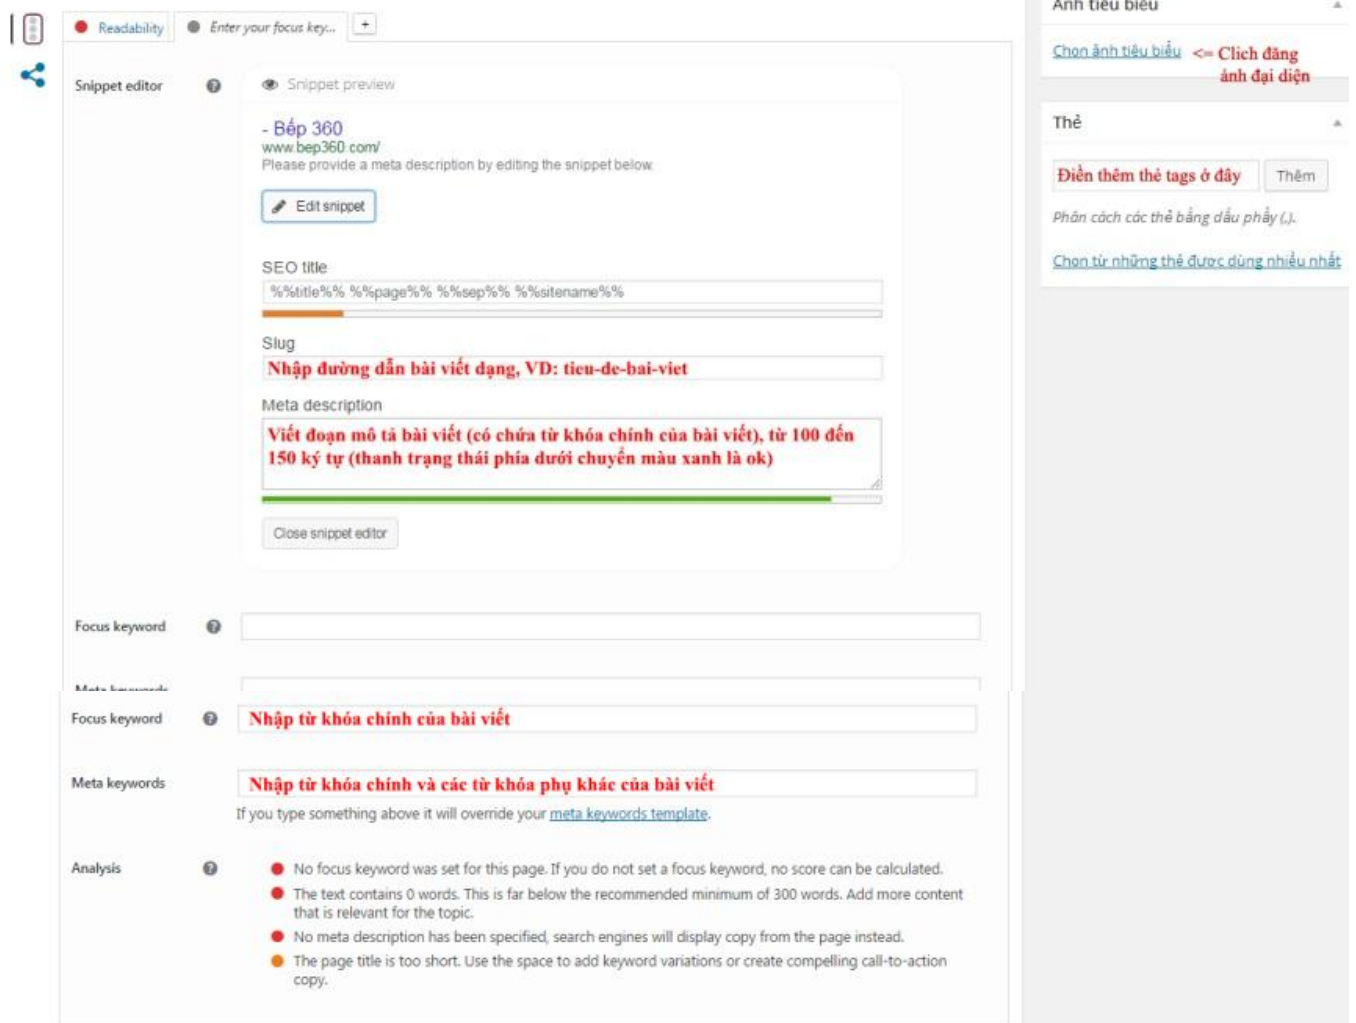 Readability
Enter your focus key...
+
Snippet editor
Snippet preview
- Bếp 360
www.bep360.com/
Please provide a meta description by editing the snippet below.
Edit snippet
SEO title
%%title%% %%page%% %%sep%% %%sitename%%
Slug
Nhập đường dẫn bài viết dạng, VD: tieu-de-bai-viet
Meta description
Viết đoạn mô tả bài viết (có chứa từ khóa chính của bài viết), từ 100 đến
150 ký tự (thanh trạng thái phía dưới chuyển màu xanh là ok)
Close snippet editor
Focus keyword
Meta keywords
Focus keyword
Nhập từ khóa chính của bài viết
Meta keywords
Nhập từ khóa chính và các từ khóa phụ khác của bài viết
If you type something above it will override your meta keywords template.
Analysis
No focus keyword was set for this page. If you do not set a focus keyword, no score can be calculated.
The text contains 0 words. This is far below the recommended minimum of 300 words. Add more content
that is relevant for the topic.
No meta description has been specified, search engines will display copy from the page instead.
The page title is too short. Use the space to add keyword variations or create compelling call-to-action
copy.
Ảnh tiêu biểu
Chọn ảnh tiêu biểu <= Clich đăng
ảnh đại diện
Thẻ
Điền thêm thẻ tags ở đây
Thêm
Phân cách các thẻ bằng dấu phẩy (,).
Chọn từ những thẻ được dùng nhiều nhất